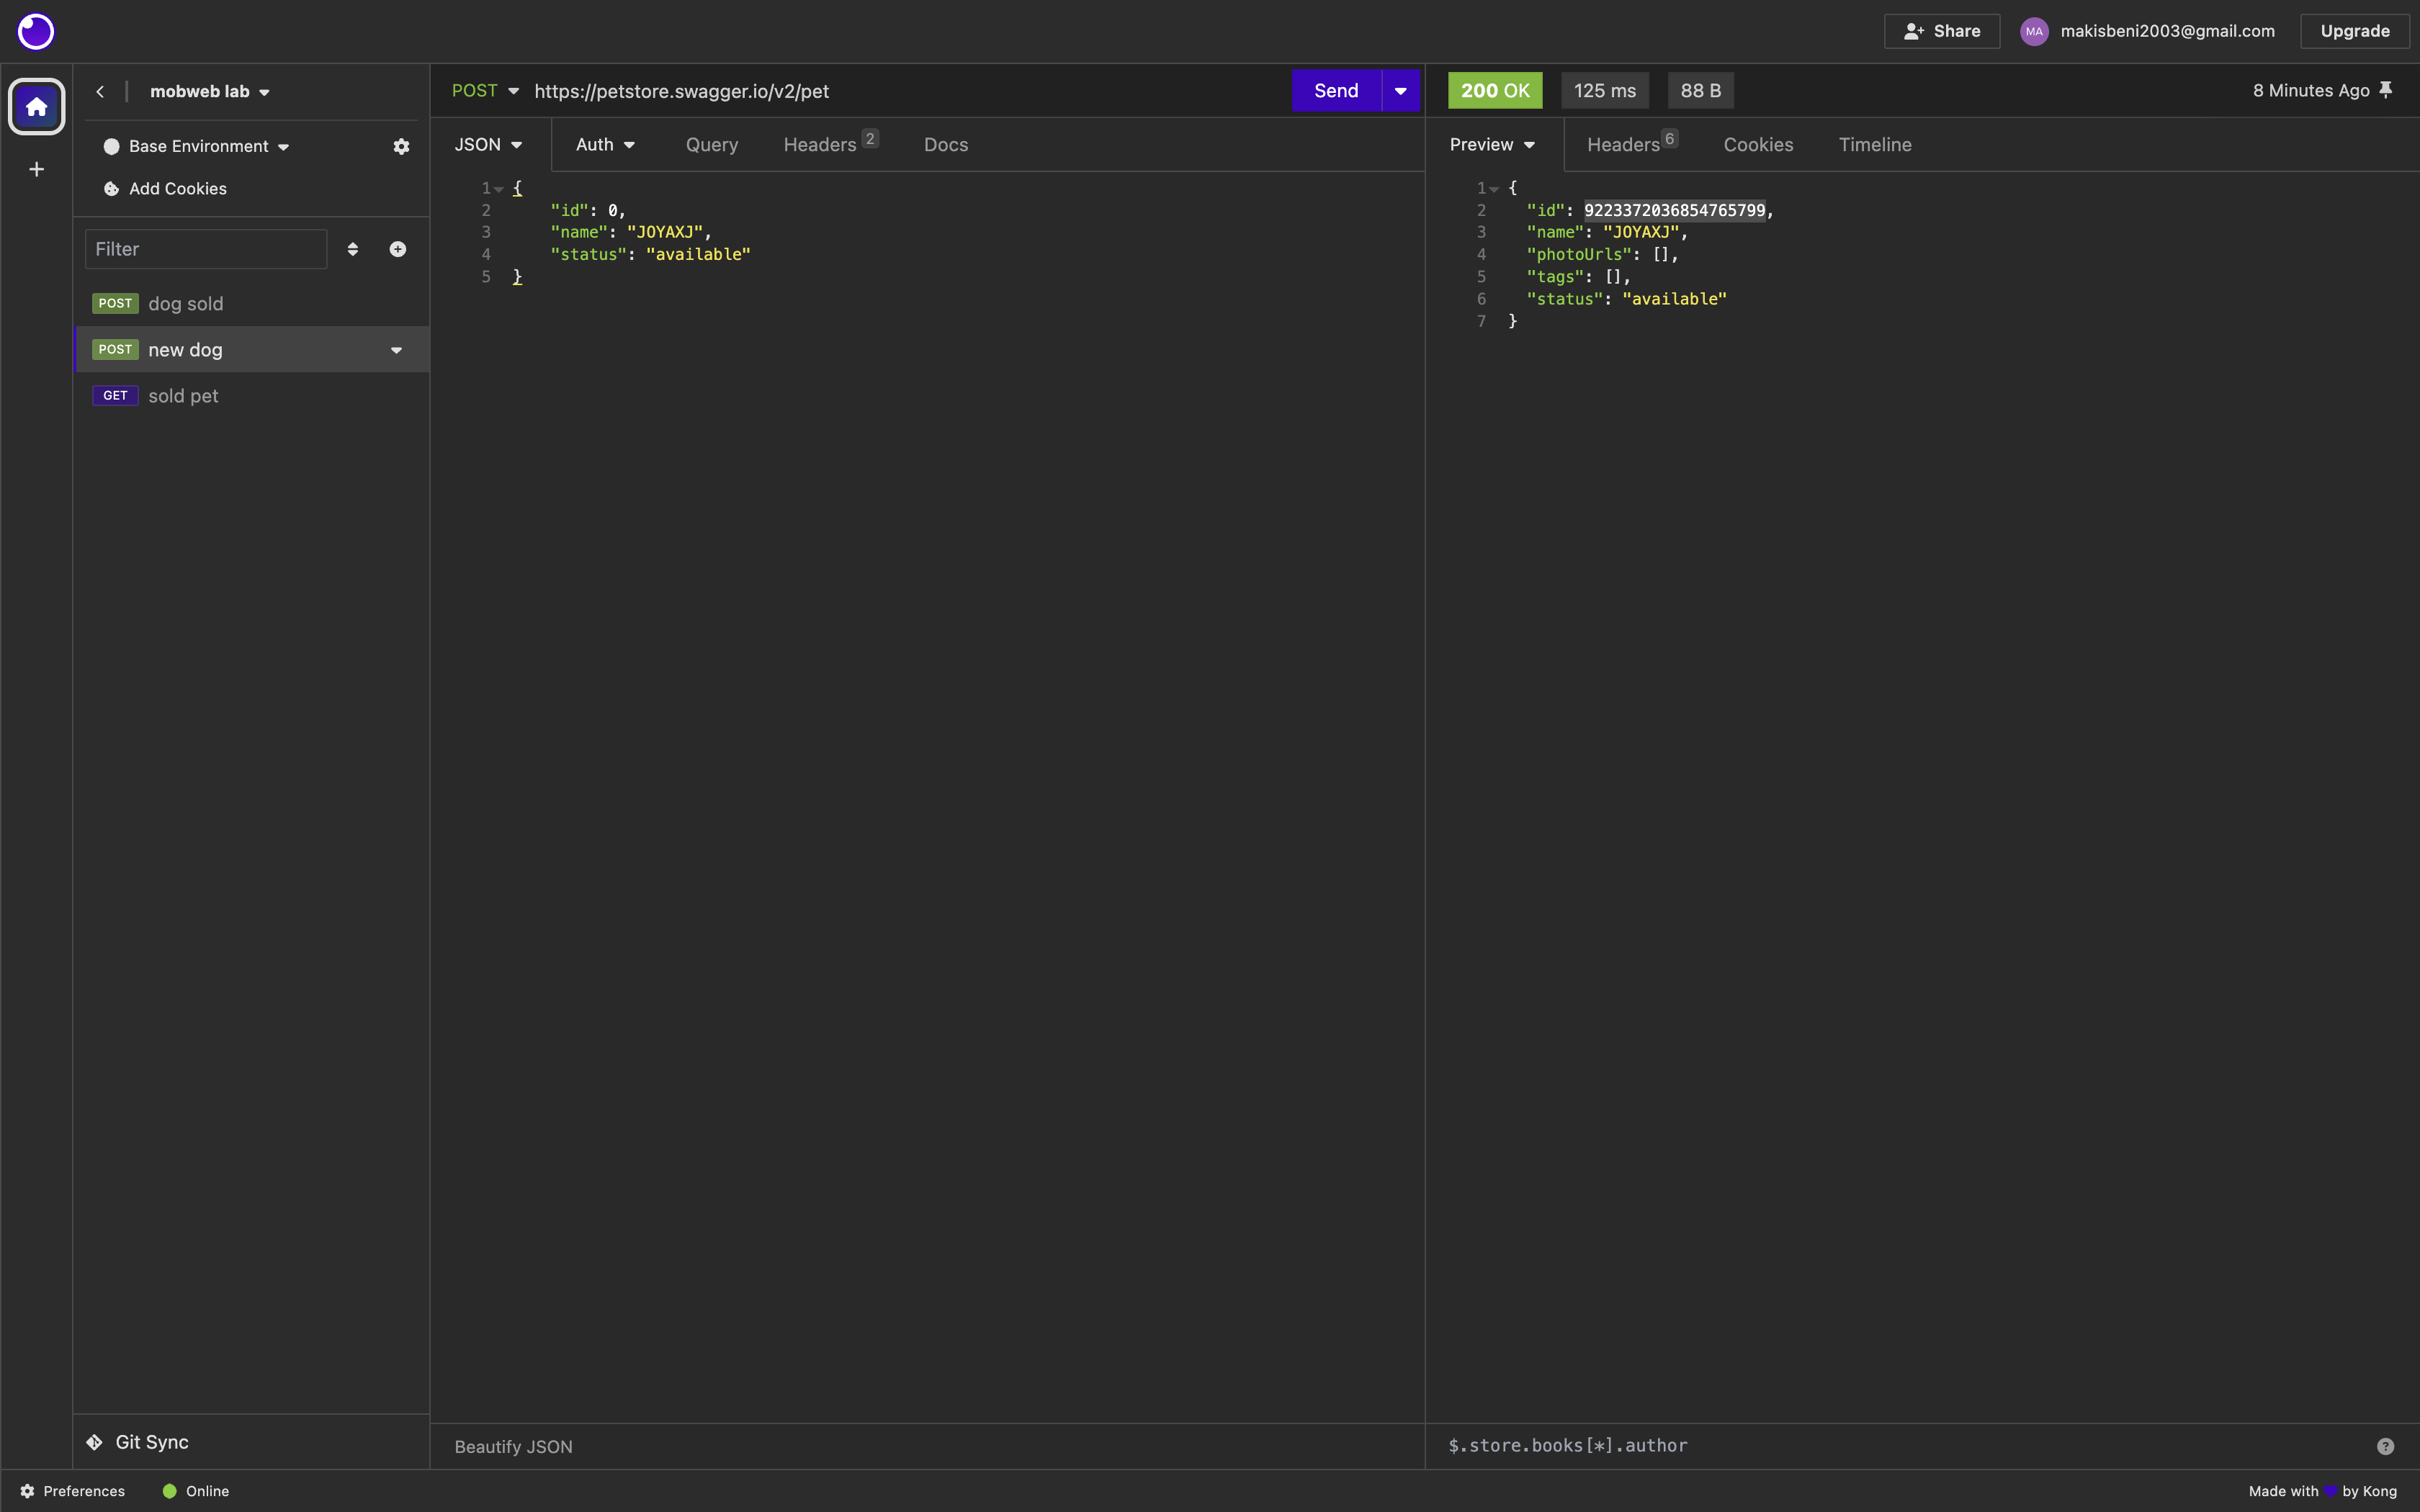 Share
MA
makisbeni2003@gmail.com
Upgrade
mobweb lab
Base Environment
Add Cookies
Filter
POST dog sold
POST new dog
GET sold pet
Git Sync
POST https://petstore.swagger.io/v2/pet
Send
JSON Auth Query Headers 2 Docs
1 {
2 "id": 0,
3 "name": "JOYAXJ",
4 "status": "available"
5 }
Beautify JSON
200 OK 125 ms 88 B 8 Minutes Ago
Preview Headers 6 Cookies Timeline
1 {
2 "id": 9223372036854765799,
3 "name": "JOYAXJ",
4 "photoUrls": [],
5 "tags": [],
6 "status": "available"
7 }
$.store.books[*].author
?
Preferences Online
Made with by Kong